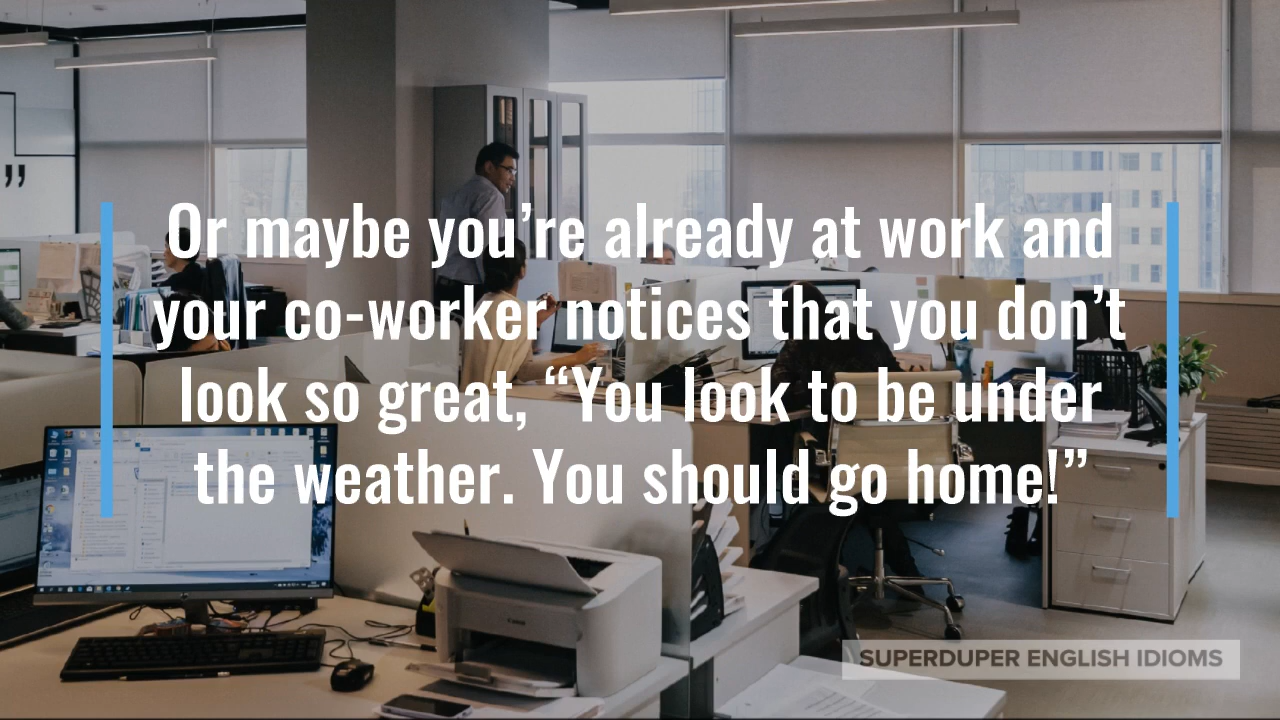 ”
Or maybe you’re already at work and
your co-worker notices that you don’t
look so great, “You look to be under
the weather. You should go home!”
Canon
SUPERDUPER ENGLISH IDIOMS